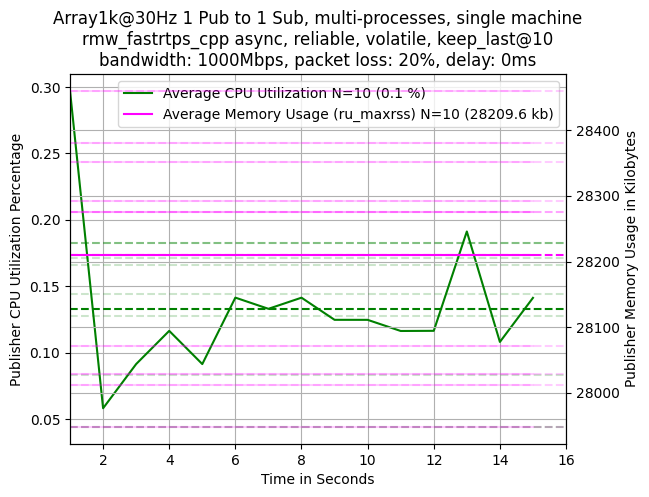 Array1k@30Hz 1 Pub to 1 Sub, multi-processes, single machine
rmw_fastrtps_cpp async, reliable, volatile, keep_last@10
bandwidth: 1000Mbps, packet loss: 20%, delay: 0ms
Average CPU Utilization N=10 (0.1 %)
Average Memory Usage (ru_maxrss) N=10 (28209.6 kb)
Publisher CPU Utilization Percentage
0.30
0.25
0.20
0.15
0.10
0.05
28400
28300
28200
28100
28000
Publisher Memory Usage in Kilobytes
2 4 6 8 10 12 14 16
Time in Seconds